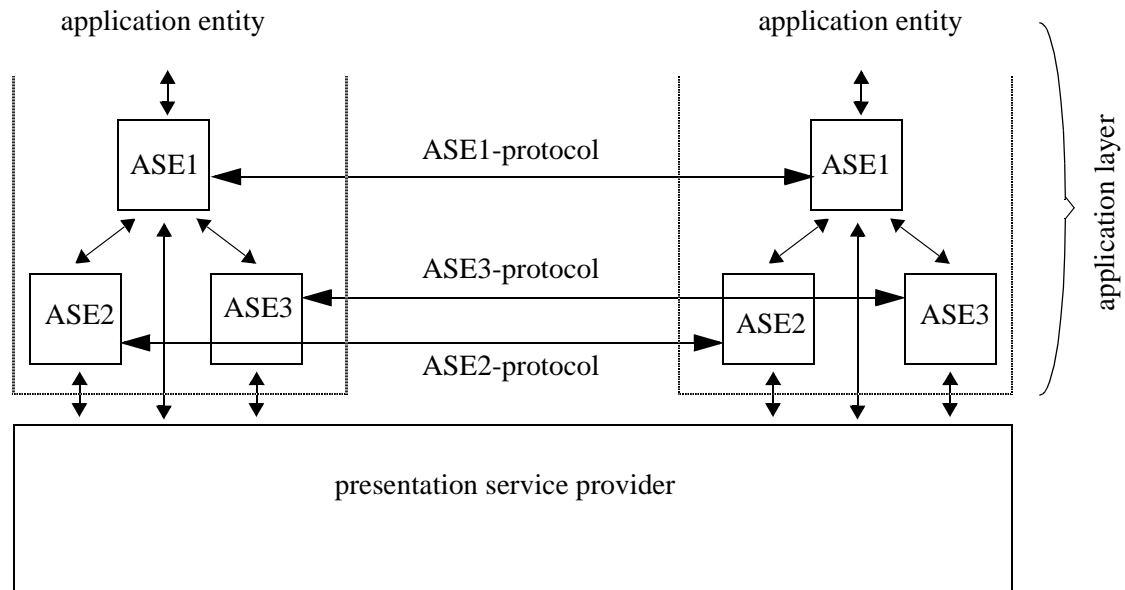 application entity
application entity
ASE1
ASE1-protocol
ASE1
application layer
ASE2
ASE3
ASE3-protocol
ASE2
ASE3
ASE2-protocol
presentation service provider